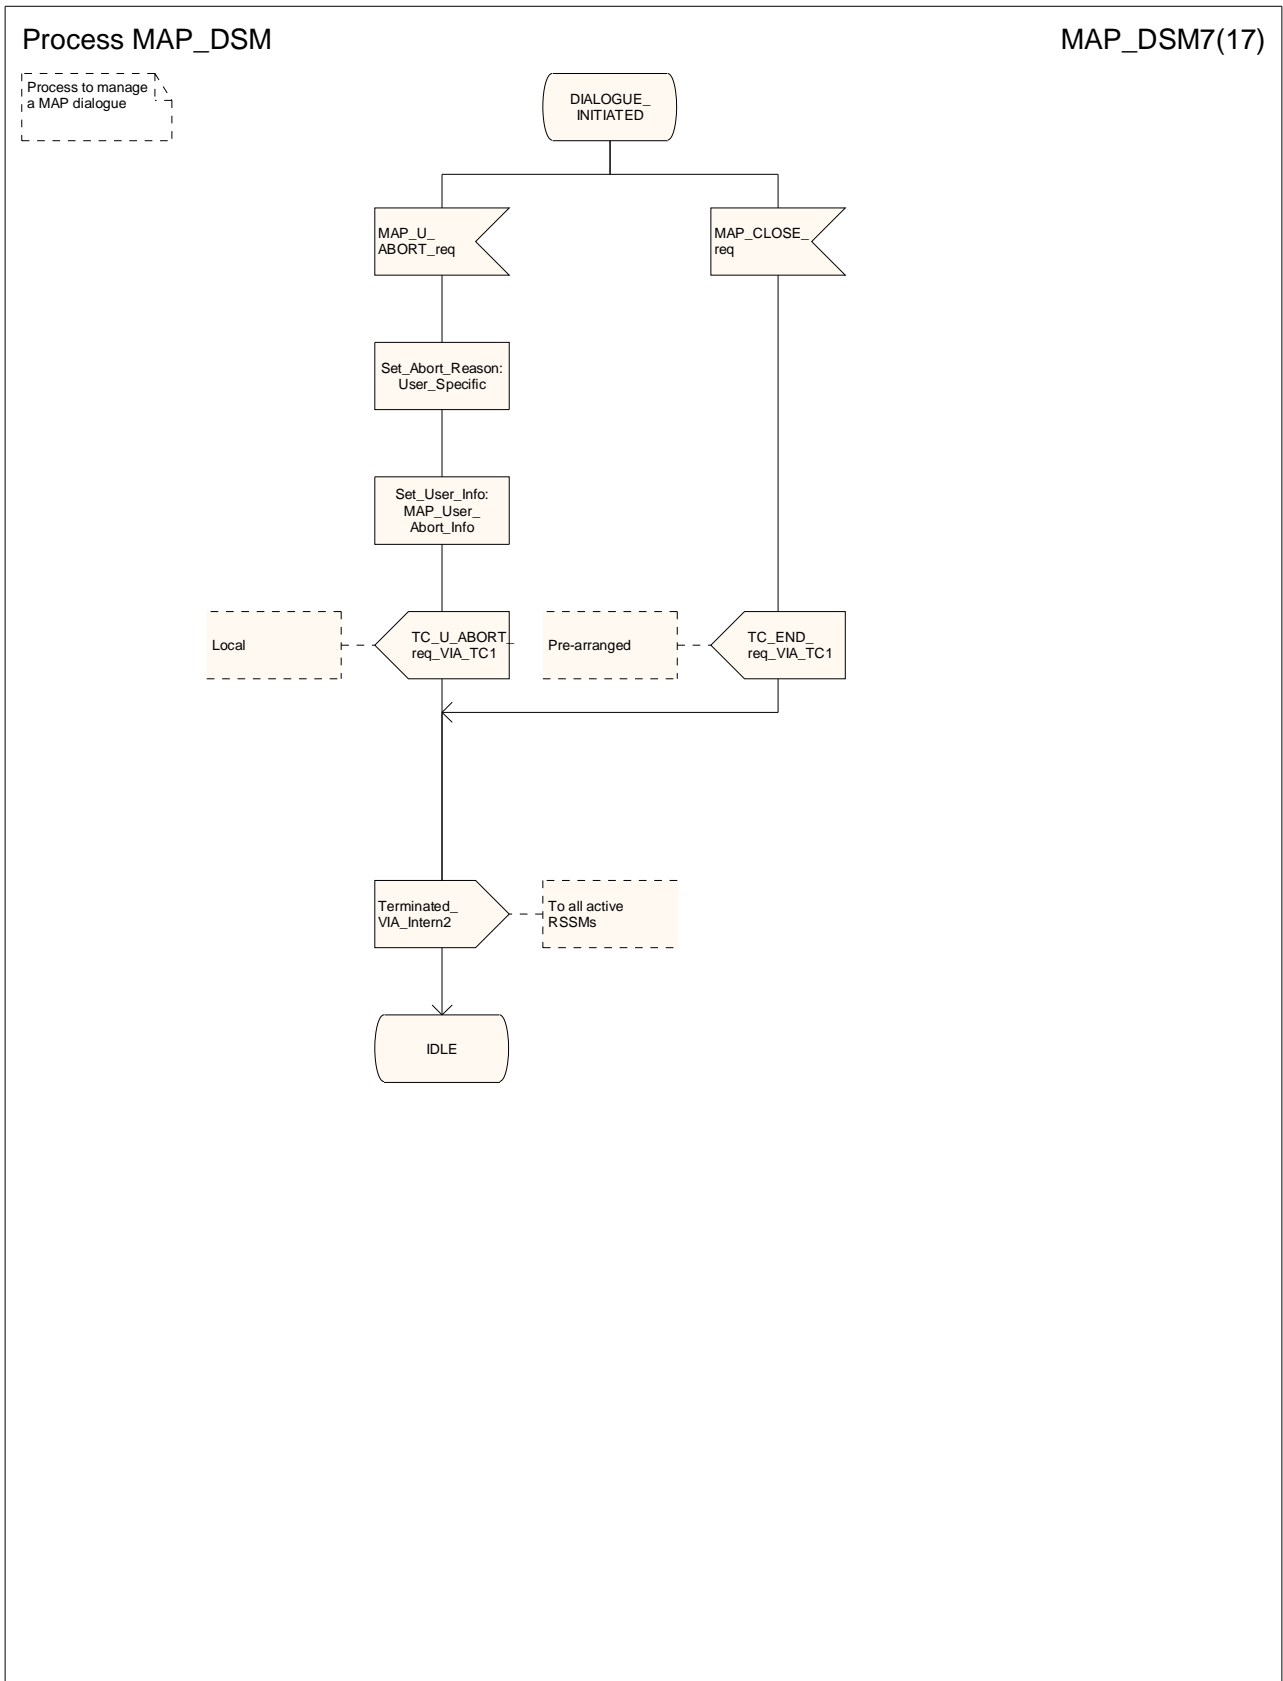 Process MAP_DSM
MAP_DSM7(17)
Process to manage
a MAP dialogue
DIALOGUE_
INITIATED
MAP_U_
ABORT_req
MAP_CLOSE_
req
Set_Abort_Reason:
User_Specific
Set_User_Info:
MAP_User_
Abort_Info
Local
TC_U_ABORT_
req_VIA_TC1
Pre-arranged
TC_END_
req_VIA_TC1
Terminated_
VIA_Intern2
To all active
RSSMs
IDLE